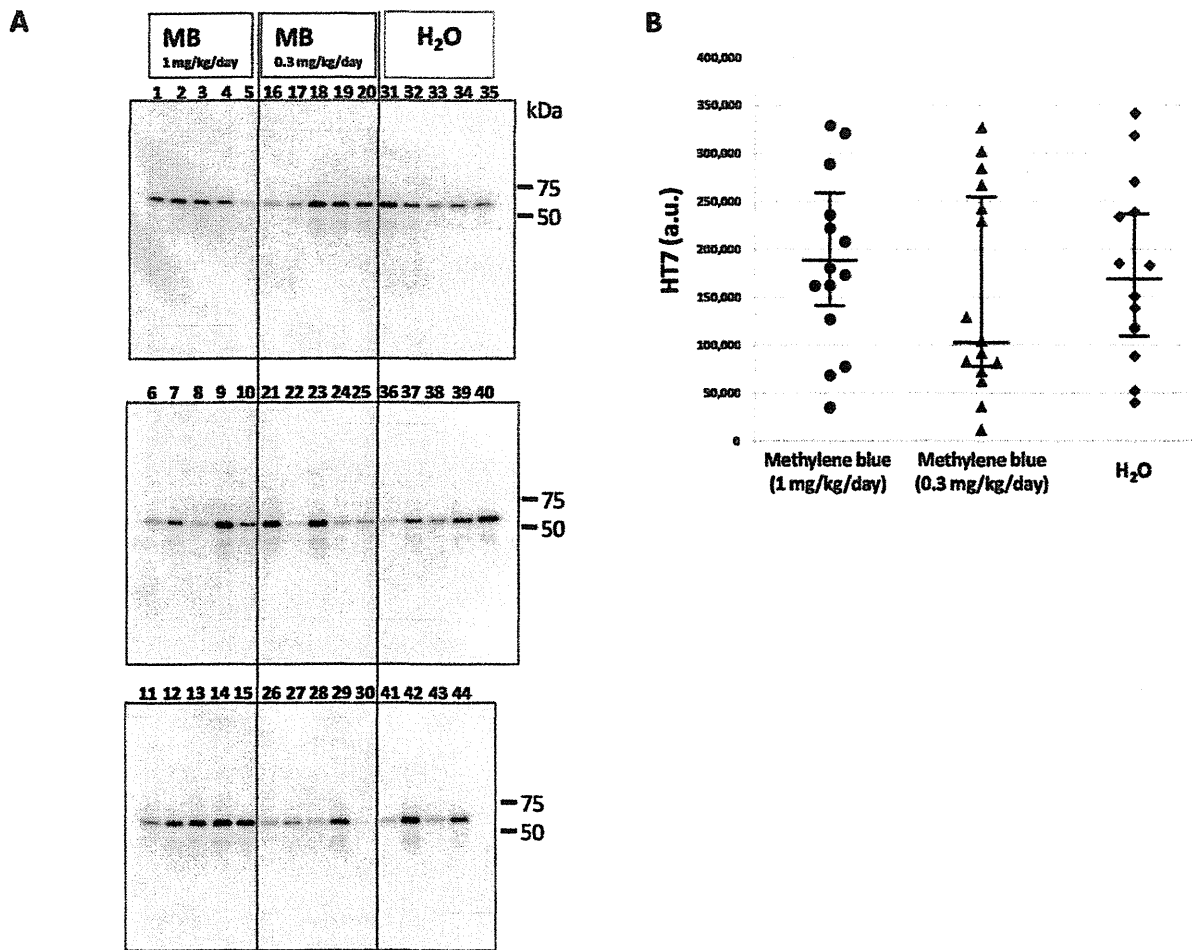 A
MB
1 mg/kg/day
MB
0.3 mg/kg/day
H₂O
1 2 3 4 5 16 17 18 19 20 31 32 33 34 35
kDa
75
50
6 7 8 9 10 21 22 23 24 25 36 37 38 39 40
75
50
11 12 13 14 15 26 27 28 29 30 41 42 43 44
75
50
B
400,000
350,000
300,000
250,000
200,000
150,000
100,000
50,000
0
HT7 (a.u.)
Methylene blue
(1 mg/kg/day)
Methylene blue
(0.3 mg/kg/day)
H₂O